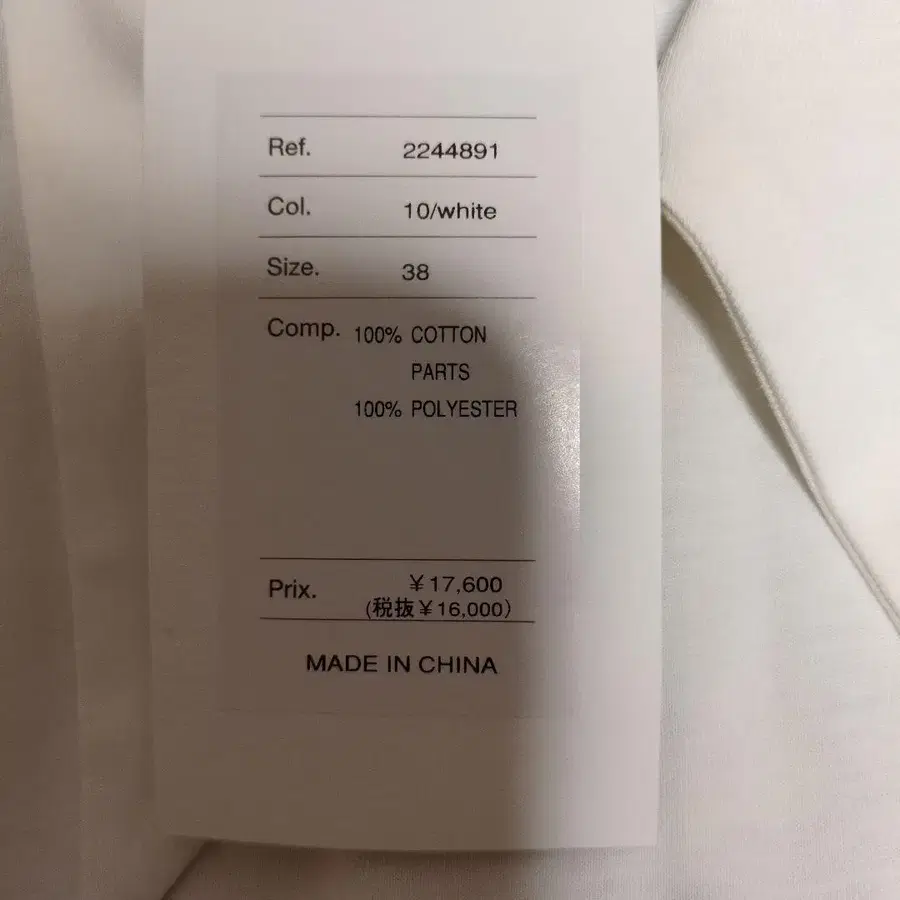 Ref. 2244891
Col. 10/white
Size. 38
Comp. 100% COTTON
PARTS
100% POLYESTER
Prix. ¥17,600
(税抜¥16,000)
MADE IN CHINA